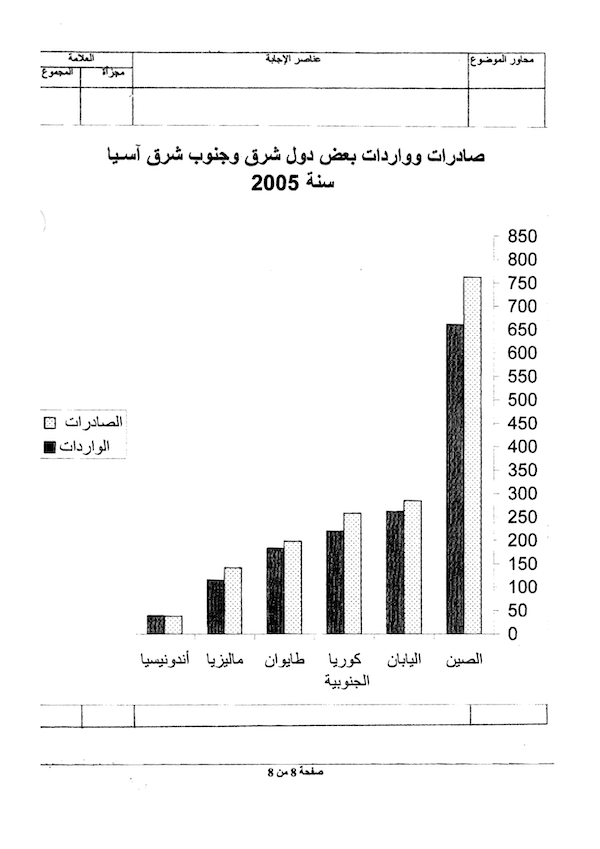 محاور الموضوع عناصر الإجابة العلامة
مجزأة المجموع
صادرات وواردات بعض دول شرق وجنوب شرق آسيا
سنة 2005
850
800
750
700
650
600
550
500
450
400
350
300
250
200
150
100
50
0
الصادرات
الواردات
الصين اليابان كوريا طايوان ماليزيا أندونيسيا
الجنوبية
صفحة 8 من 8